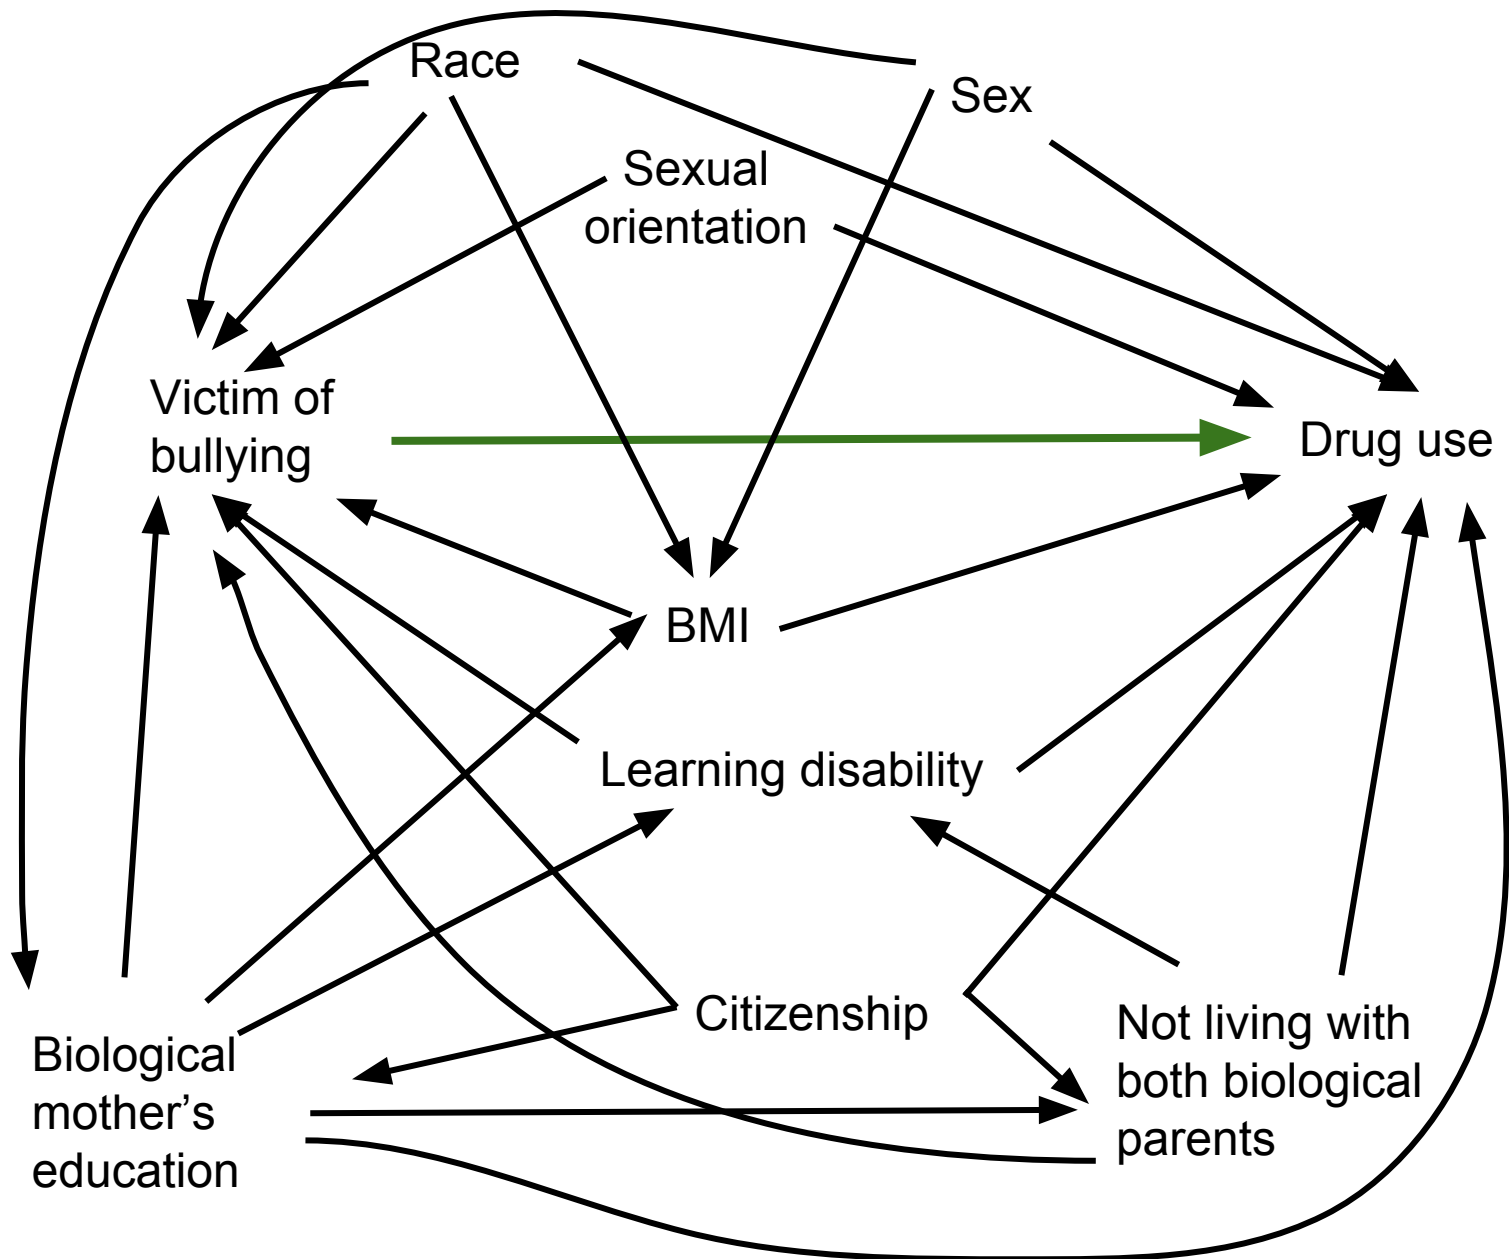 Race
Sex
Sexual
orientation
Victim of
bullying
Drug use
BMI
Learning disability
Citizenship
Biological
mother’s
education
Not living with
both biological
parents